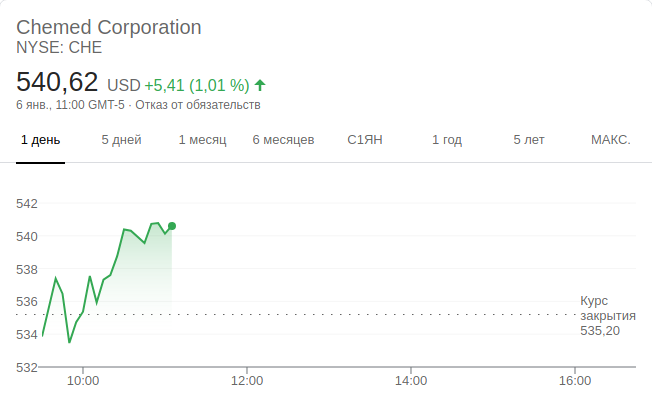 Chemed Corporation
NYSE: CHE
540,62 USD +5,41 (1,01 %)
6 янв., 11:00 GMT-5 · Отказ от обязательств
1 день 5 дней 1 месяц 6 месяцев С1ЯН 1 год 5 лет МАКС.
542
540
538
536
534
532
Курс
закрытия
535,20
10:00 12:00 14:00 16:00